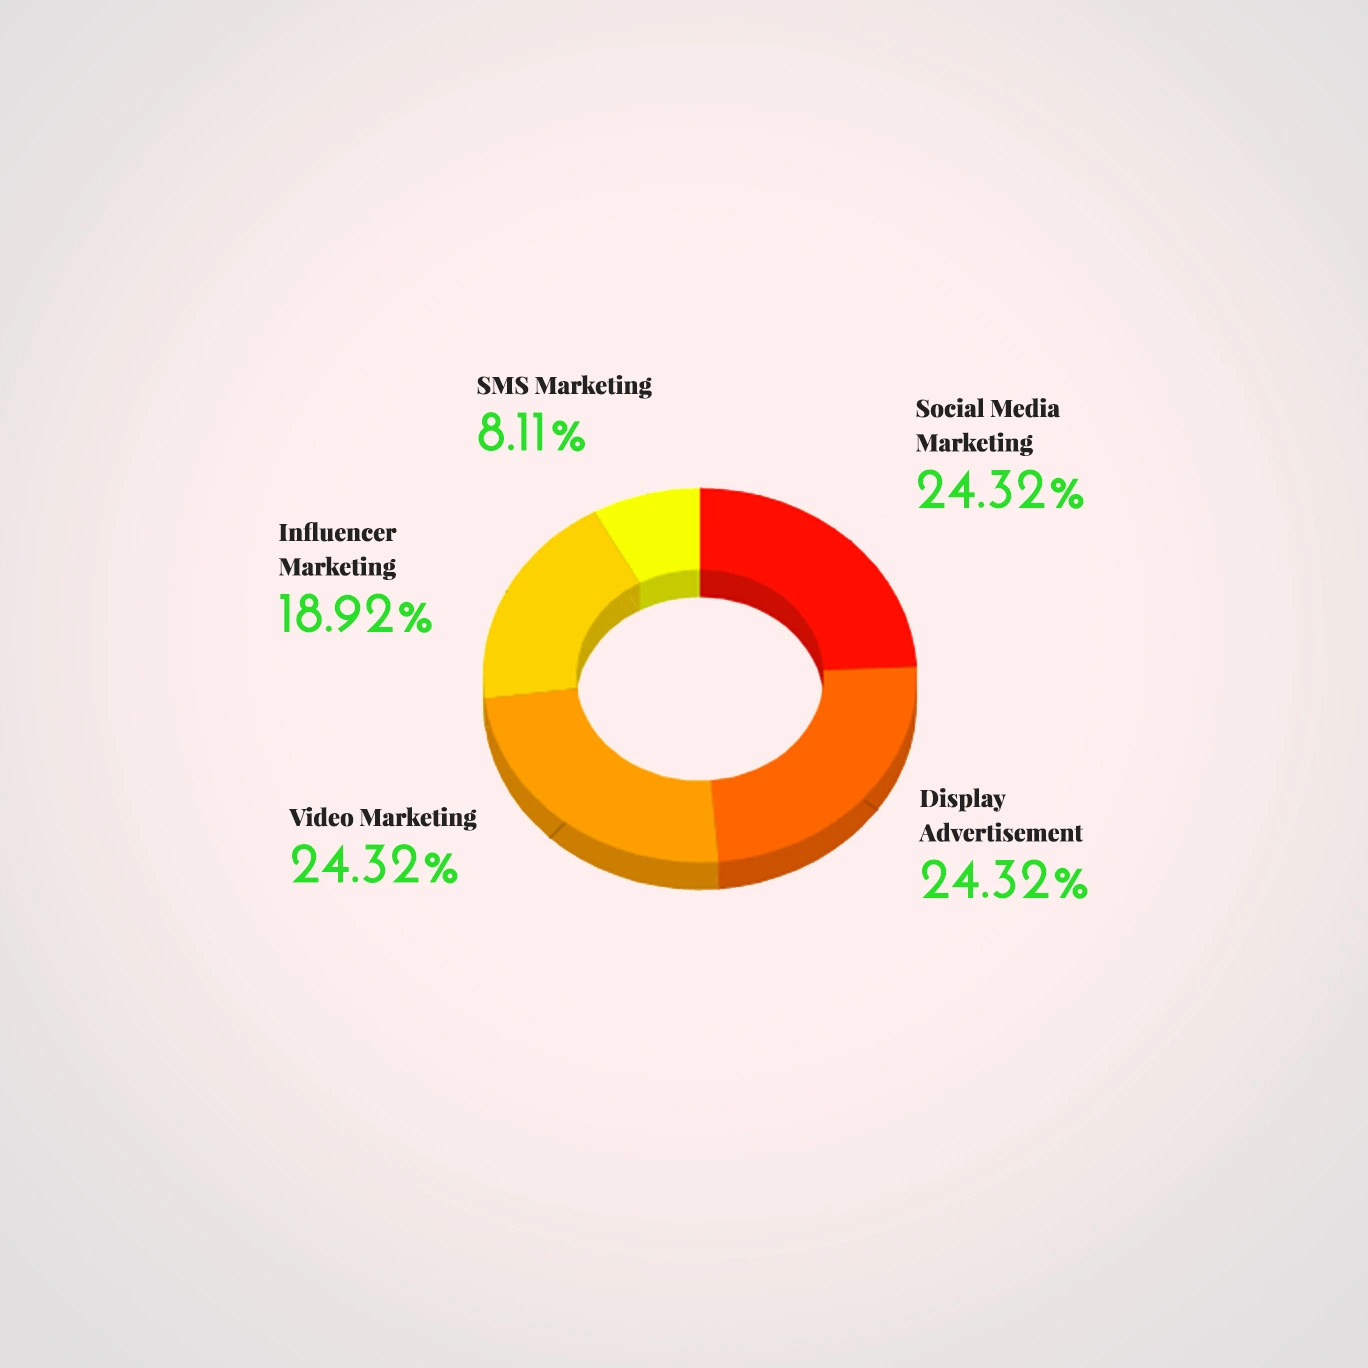 SMS Marketing
8.11%
Social Media
Marketing
24.32%
Influencer
Marketing
18.92%
Video Marketing
24.32%
Display
Advertisement
24.32%